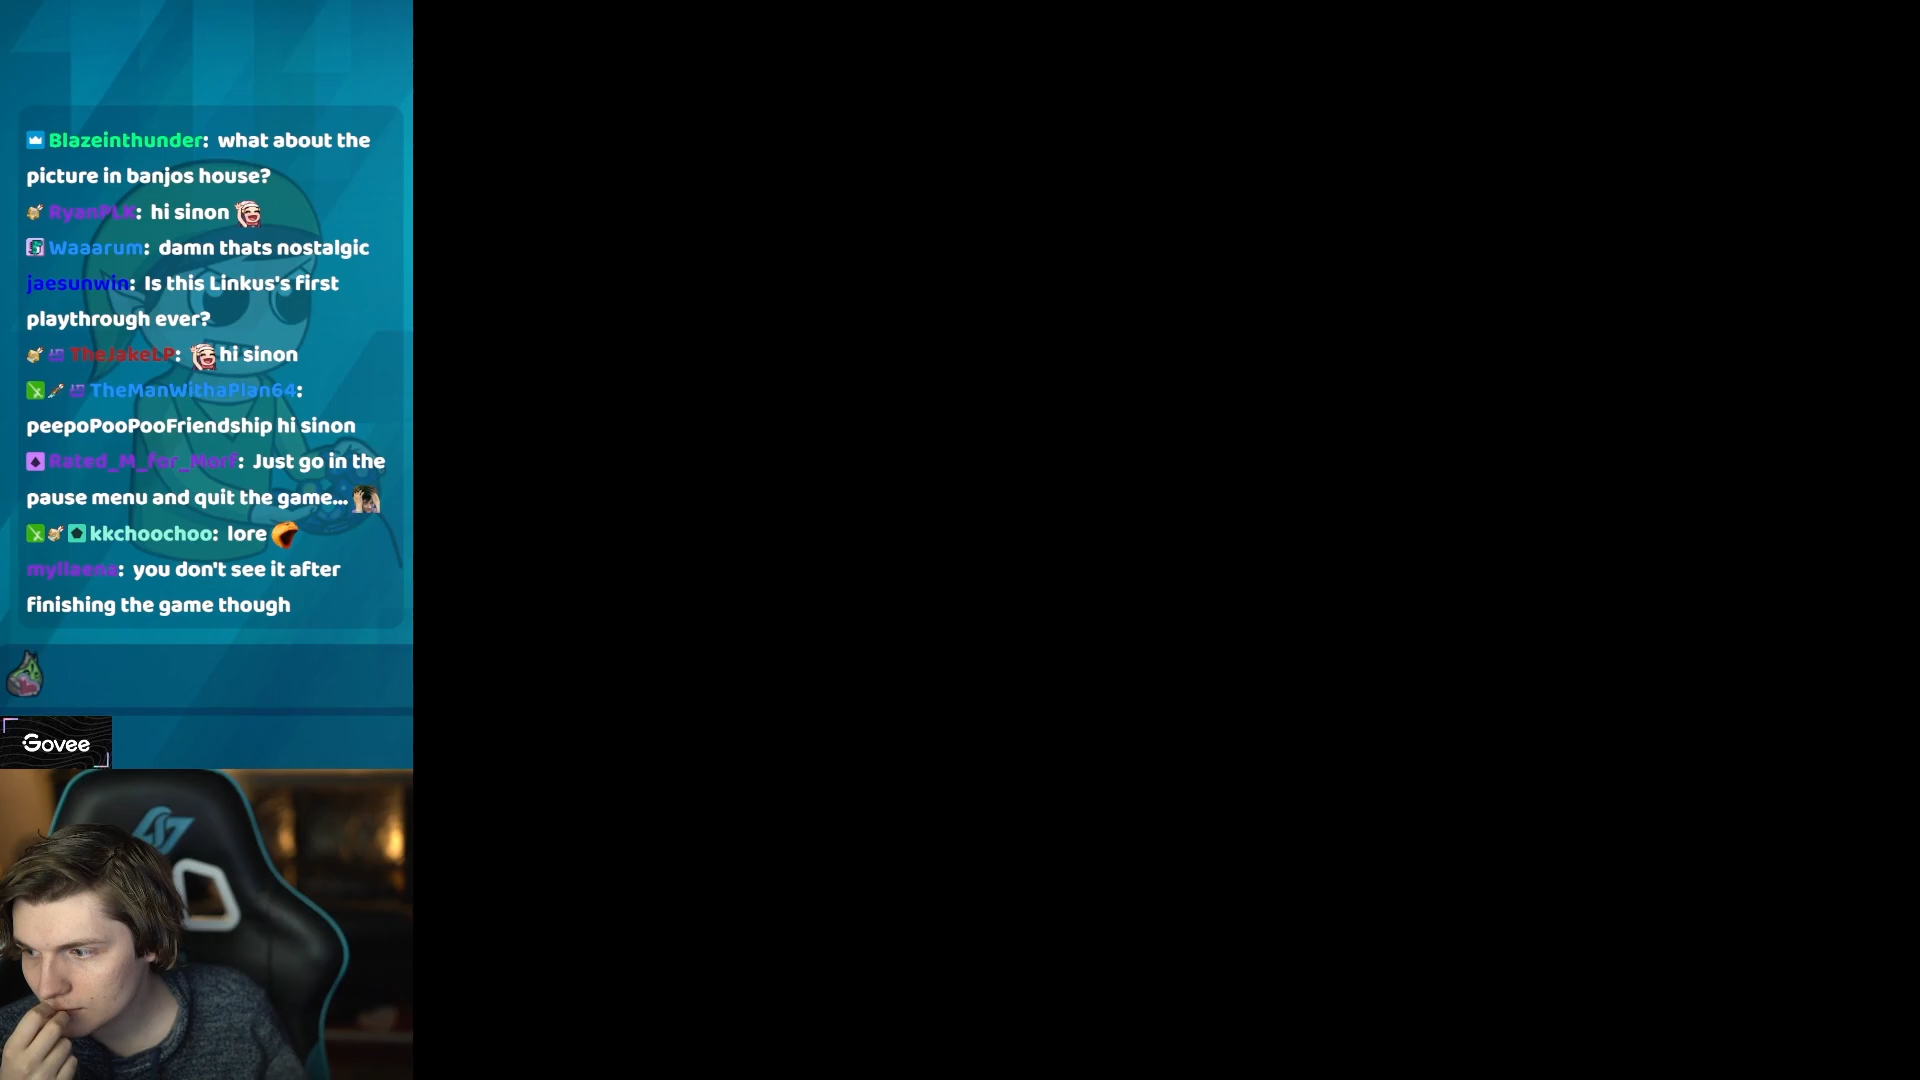 Blazeinthunder: what about the
picture in banjos house?
RyanPLK: hi sinon
Waaarum: damn thats nostalgic
jaesunwin: Is this Linkus's first
playthrough ever?
TheJakeLP: hi sinon
TheManWithaPlan64:
peepoPooPooFriendship hi sinon
Rated_M_for_Morf: Just go in the
pause menu and quit the game...
kkchoochoo: lore
myllaena: you don't see it after
finishing the game though
Govee